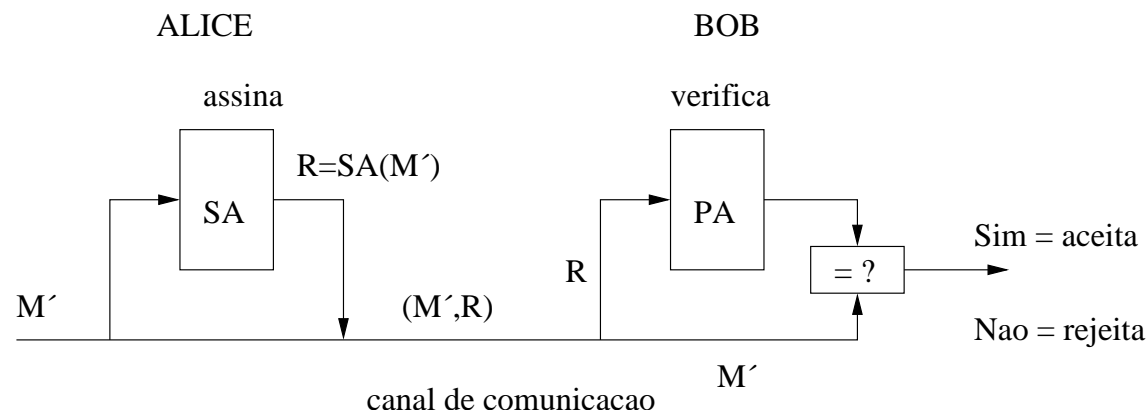 ALICE
BOB
assina
verifica
R=SA(M´)
SA
PA
Sim = aceita
= ?
R
M´
(M´,R)
Nao = rejeita
M´
canal de comunicacao